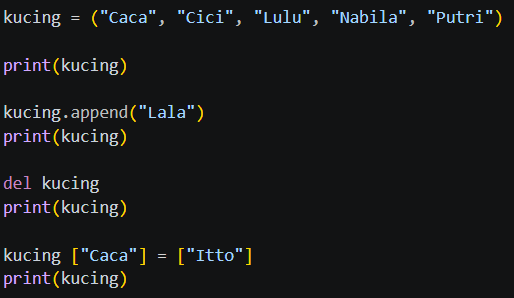 kucing = ("Caca", "Cici", "Lulu", "Nabila", "Putri")
print(kucing)
kucing.append("Lala")
print(kucing)
del kucing
print(kucing)
kucing ["Caca"] = ["Itto"]
print(kucing)